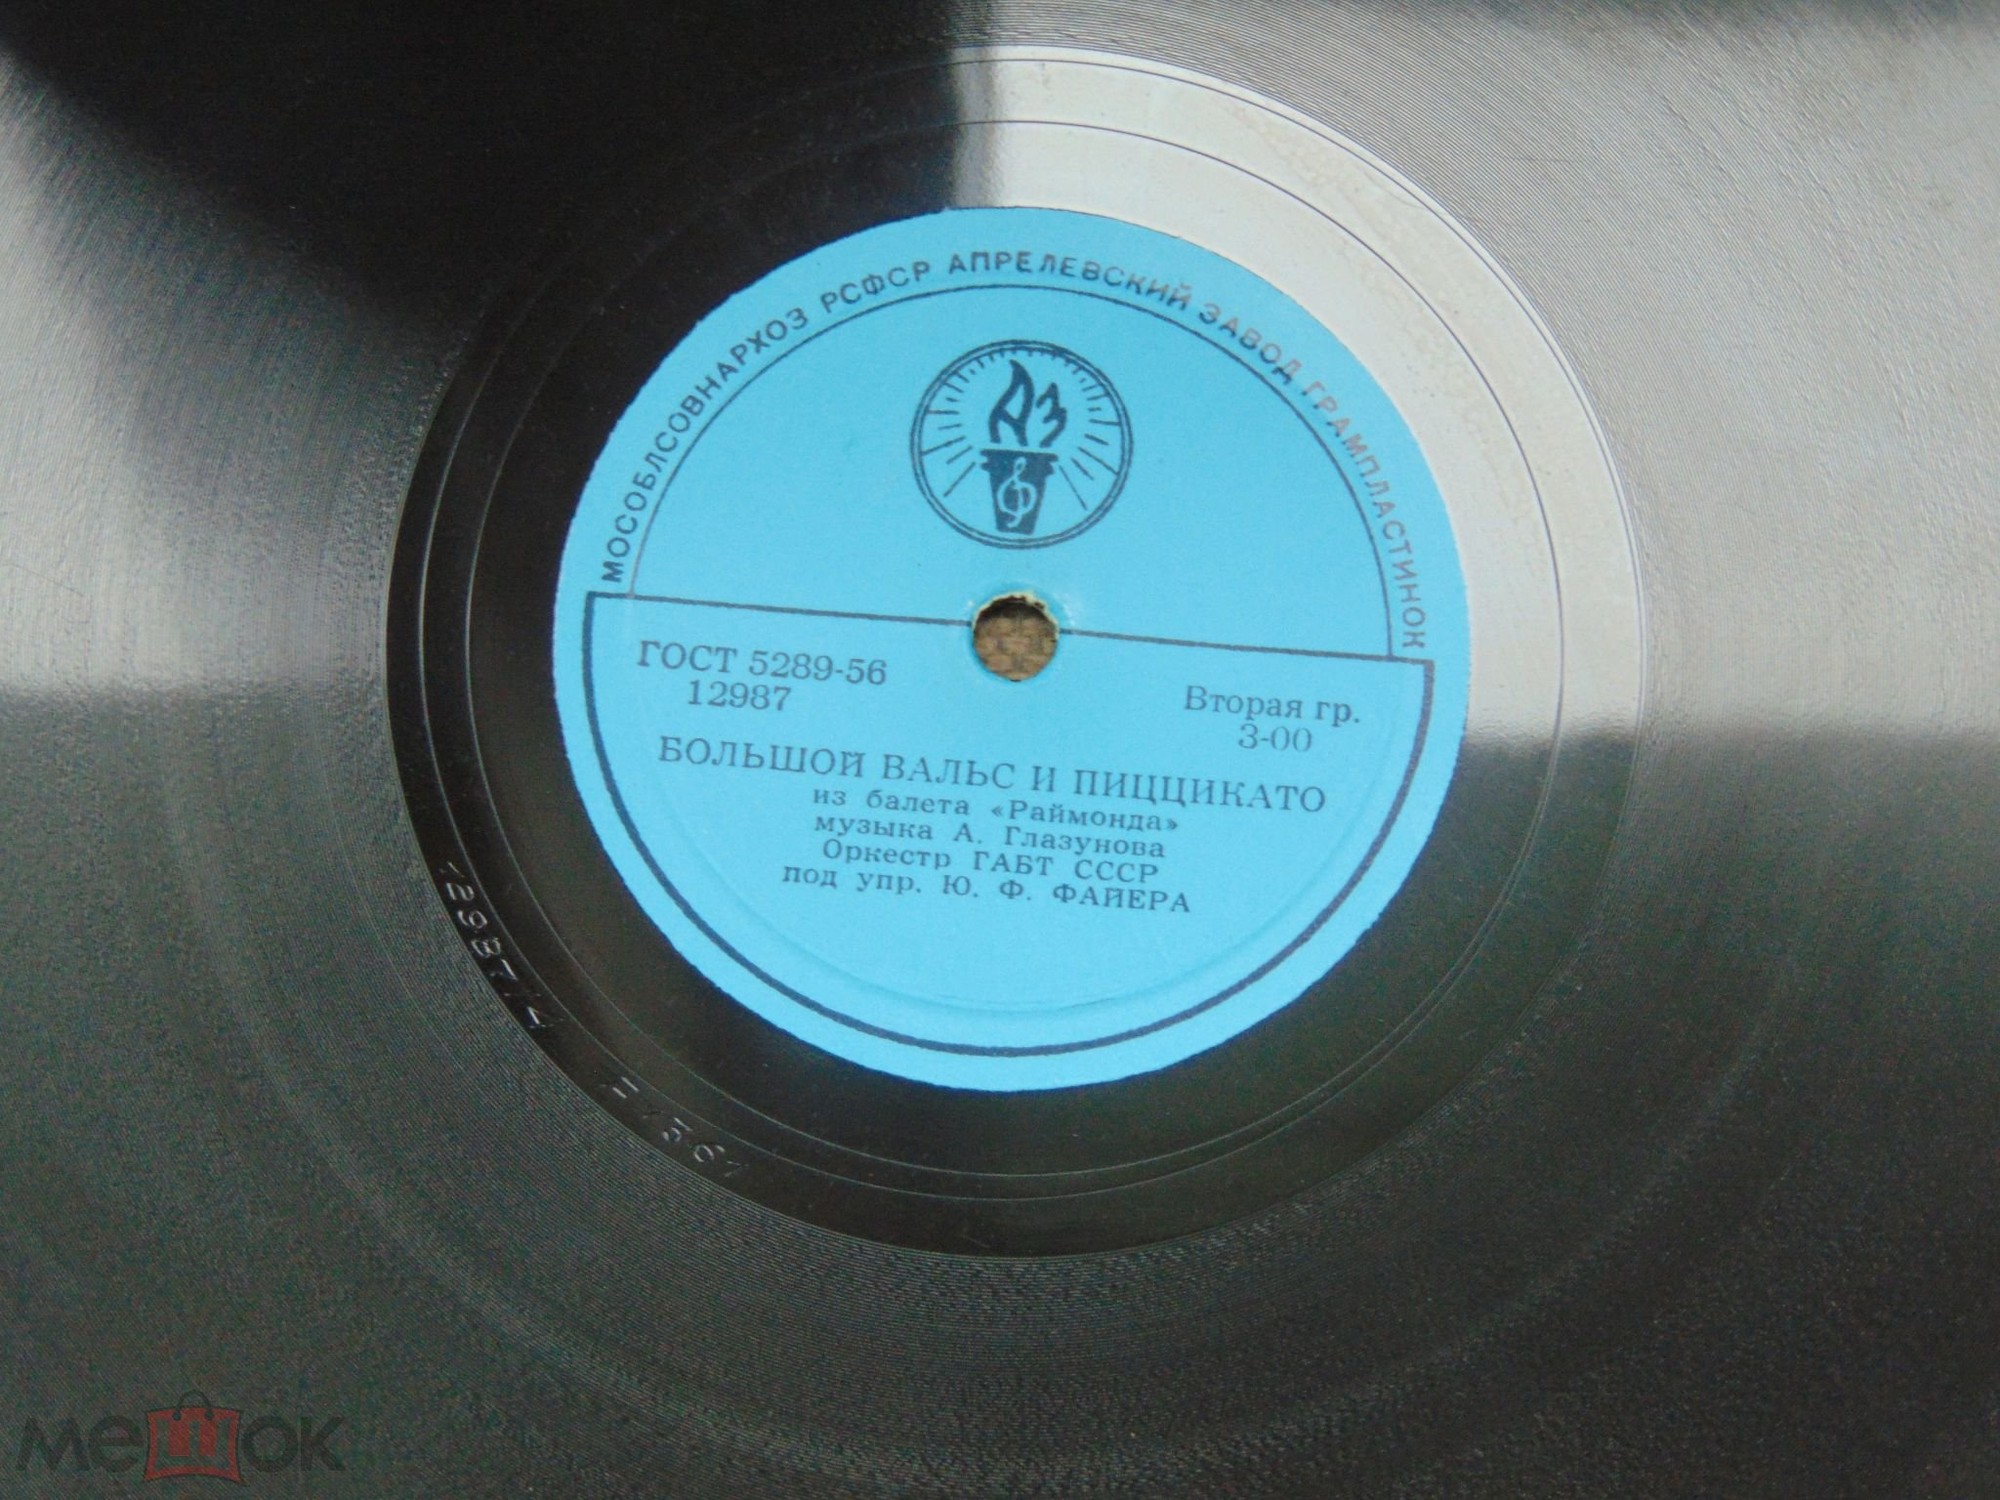 МОСОБЛСОВНАРХОЗ РСФСР АПРЕЛЕВСКИЙ ЗАВОД ГРАМПЛАСТИНОК
АЗ
ГОСТ 5289-56
12987
Вторая гр.
3-00
БОЛЬШОЙ ВАЛЬС И ПИЦЦИКАТО
из балета «Раймонда»
музыка А. Глазунова
Оркестр ГАБТ СССР
под упр. Ю. Ф. ФАЙЕРА
мешок